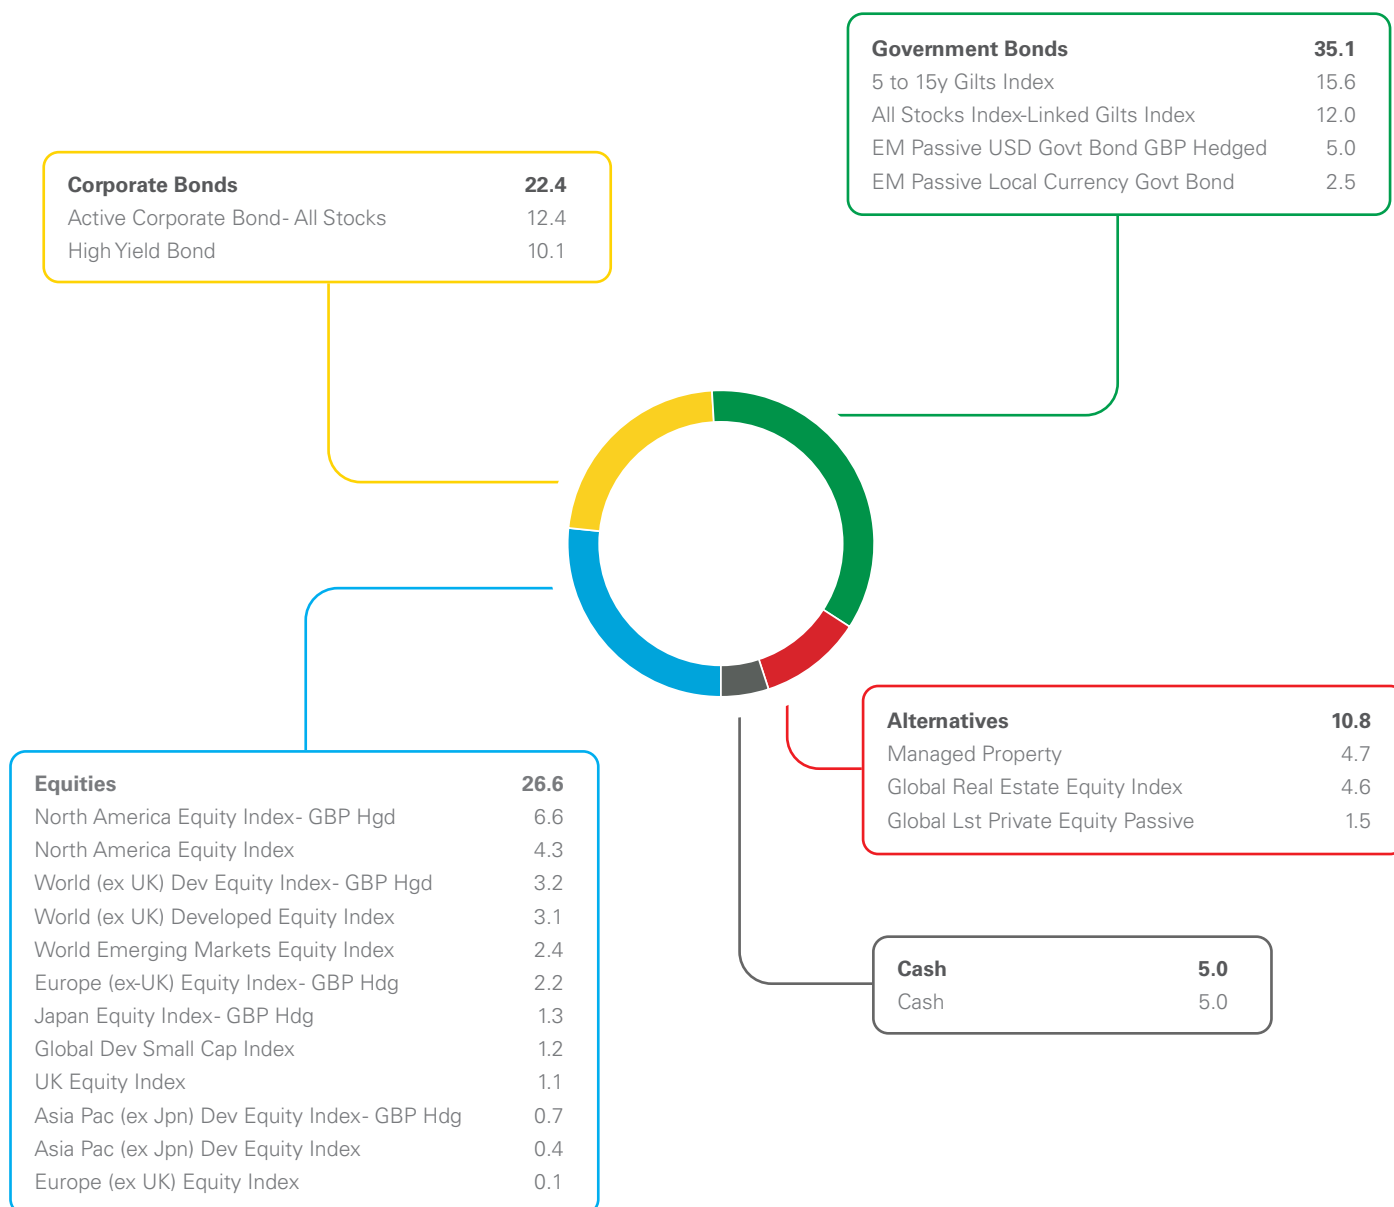 Government Bonds 35.1
5 to 15y Gilts Index 15.6
All Stocks Index-Linked Gilts Index 12.0
EM Passive USD Govt Bond GBP Hedged 5.0
EM Passive Local Currency Govt Bond 2.5
Corporate Bonds 22.4
Active Corporate Bond- All Stocks 12.4
High Yield Bond 10.1
Equities 26.6
North America Equity Index- GBP Hgd 6.6
North America Equity Index 4.3
World (ex UK) Dev Equity Index- GBP Hgd 3.2
World (ex UK) Developed Equity Index 3.1
World Emerging Markets Equity Index 2.4
Europe (ex-UK) Equity Index- GBP Hdg 2.2
Japan Equity Index- GBP Hdg 1.3
Global Dev Small Cap Index 1.2
UK Equity Index 1.1
Asia Pac (ex Jpn) Dev Equity Index- GBP Hdg 0.7
Asia Pac (ex Jpn) Dev Equity Index 0.4
Europe (ex UK) Equity Index 0.1
Alternatives 10.8
Managed Property 4.7
Global Real Estate Equity Index 4.6
Global Lst Private Equity Passive 1.5
Cash 5.0
Cash 5.0